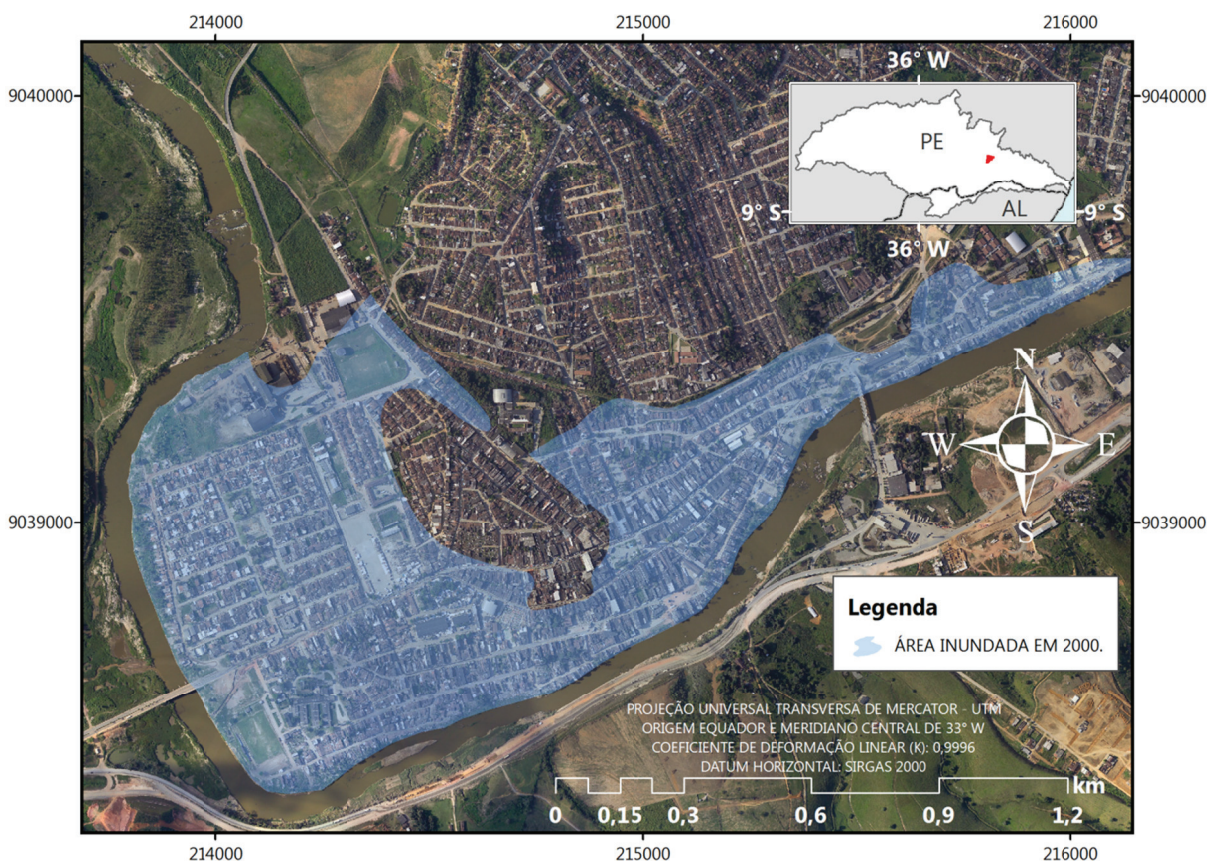 214000 215000 216000
36° W
9040000 9040000
PE
9° S 9° S
AL
36° W
N
W E
S
9039000 9039000
Legenda
ÁREA INUNDADA EM 2000.
PROJEÇÃO UNIVERSAL TRANSVERSA DE MERCATOR - UTM
ORIGEM EQUADOR E MERIDIANO CENTRAL DE 33° W
COEFICIENTE DE DEFORMAÇÃO LINEAR (K): 0,9996
DATUM HORIZONTAL: SIRGAS 2000
km
0 0,15 0,3 0,6 0,9 1,2
214000 215000 216000